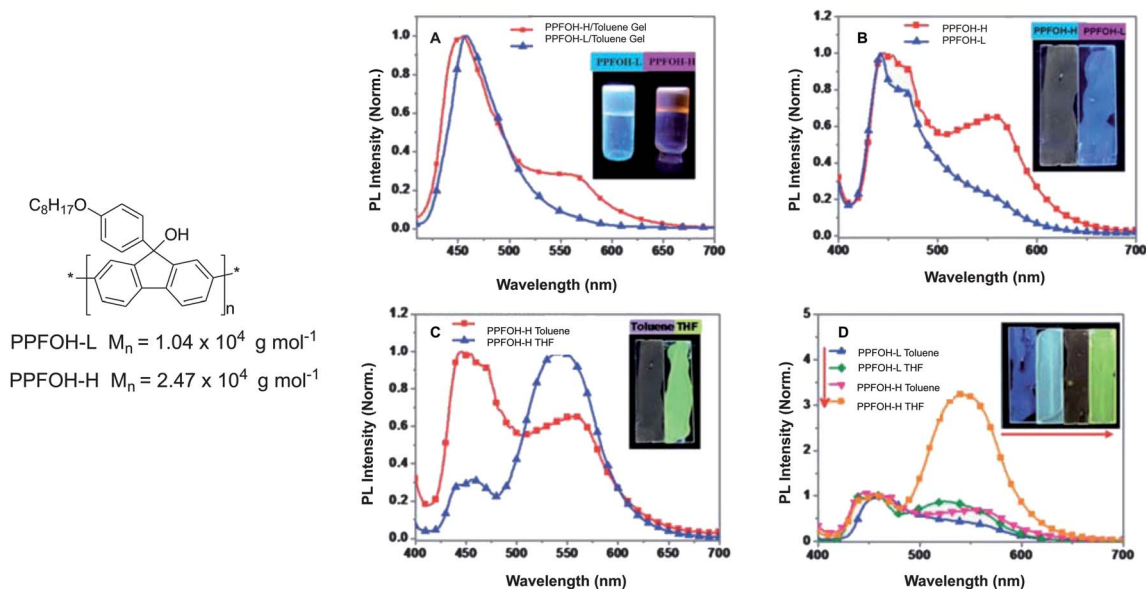 C₈H₁₇O
OH
*
*
n
PPFOH-L Mₙ = 1.04 x 10⁴ g mol⁻¹
PPFOH-H Mₙ = 2.47 x 10⁴ g mol⁻¹
A
PPFOH-H/Toluene Gel
PPFOH-L/Toluene Gel
PPFOH-L PPFOH-H
PL Intensity (Norm.)
1.0
0.8
0.6
0.4
0.2
0.0
450 500 550 600 650 700
Wavelength (nm)
B
PPFOH-H
PPFOH-L
PPFOH-H PPFOH-L
PL Intensity (Norm.)
1.2
1.0
0.8
0.6
0.4
0.2
0.0
400 450 500 550 600 650 700
Wavelength (nm)
C
PPFOH-H Toluene
PPFOH-H THF
Toluene THF
PL Intensity (Norm.)
1.0
0.8
0.6
0.4
0.2
0.0
400 450 500 550 600 650 700
Wavelength (nm)
D
PPFOH-L Toluene
PPFOH-L THF
PPFOH-H Toluene
PPFOH-H THF
PL Intensity (Norm.)
5
4
3
2
1
0
400 500 600 700
Wavelength (nm)